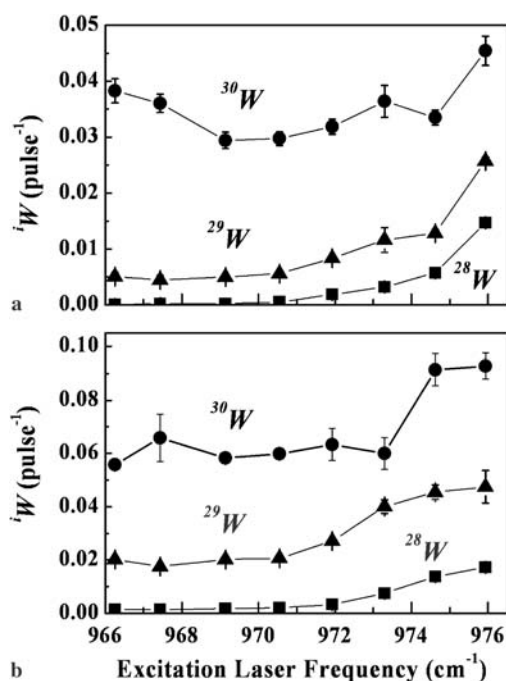 0.05
0.04
0.03
0.02
0.01
0.00
ⁱW (pulse⁻¹)
³⁰W
²⁹W
²⁸W
a
0.10
0.08
0.06
0.04
0.02
0.00
ⁱW (pulse⁻¹)
³⁰W
²⁹W
²⁸W
966 968 970 972 974 976
b Excitation Laser Frequency (cm⁻¹)